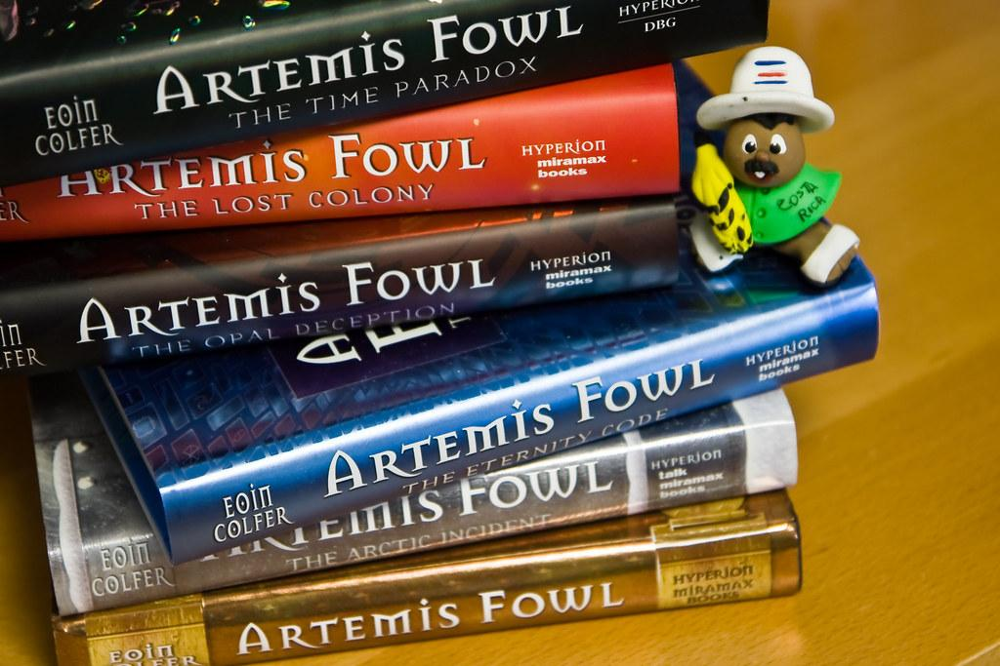 EOIN
COLFER
ARTEMIS FOWL
THE TIME PARADOX
HYPERION
DBG
ARTEMIS FOWL
THE LOST COLONY
HYPERION
miramax
books
ARTEMIS FOWL
THE OPAL DECEPTION
HYPERION
miramax
books
COSTA
RICA
EOIN
COLFER
ARTEMIS FOWL
THE ETERNITY CODE
HYPERION
miramax
books
EOIN
COLFER
ARTEMIS FOWL
THE ARCTIC INCIDENT
HYPERION
talk
miramax
books
EOIN
COLFER
ARTEMIS FOWL
HYPERION
MIRAMAX
BOOKS